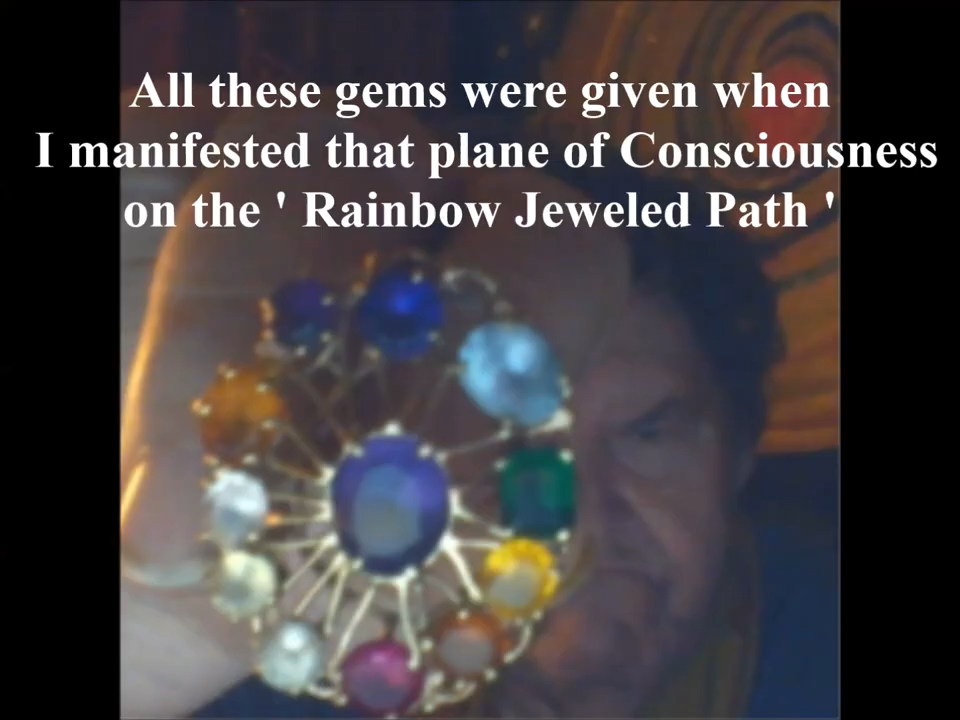 All these gems were given when
I manifested that plane of Consciousness
on the ' Rainbow Jeweled Path '